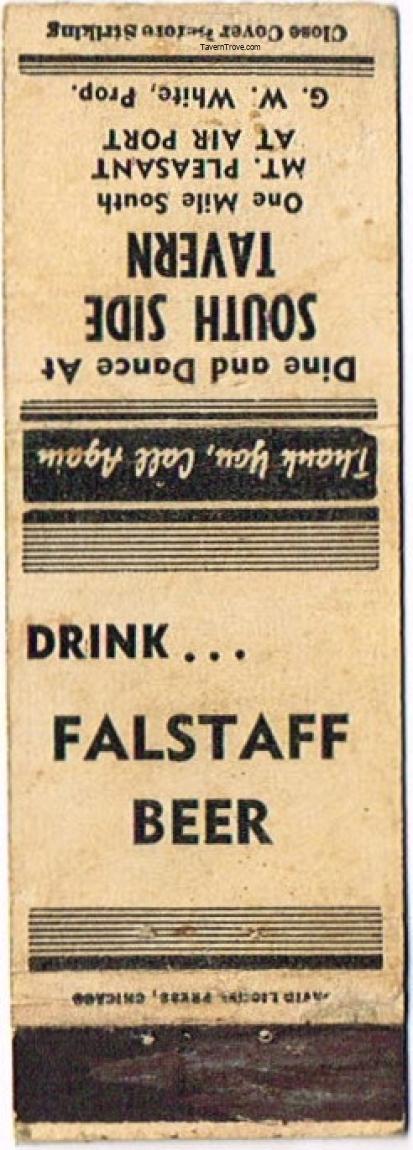 Close Cover Before Striking
TavernTrove.com
G. W. White, Prop.
AT AIR PORT
MT. PLEASANT
One Mile South
TAVERN
SOUTH SIDE
Dine and Dance At
Thank You, Call Again
DRINK...
FALSTAFF
BEER
PRESS, CHICAGO